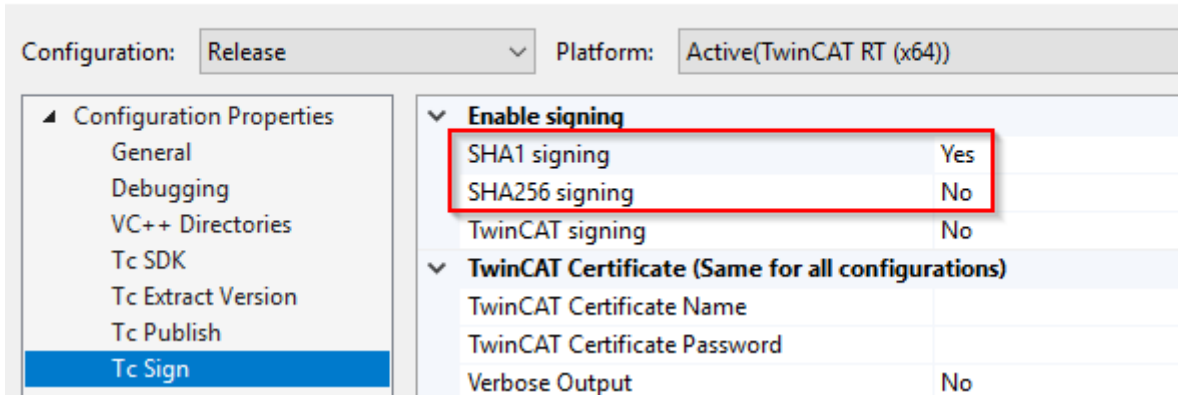 Configuration: Release Platform: Active(TwinCAT RT (x64))
Configuration Properties
General
Debugging
VC++ Directories
Tc SDK
Tc Extract Version
Tc Publish
Tc Sign
Enable signing
SHA1 signing Yes
SHA256 signing No
TwinCAT signing No
TwinCAT Certificate (Same for all configurations)
TwinCAT Certificate Name
TwinCAT Certificate Password
Verbose Output No